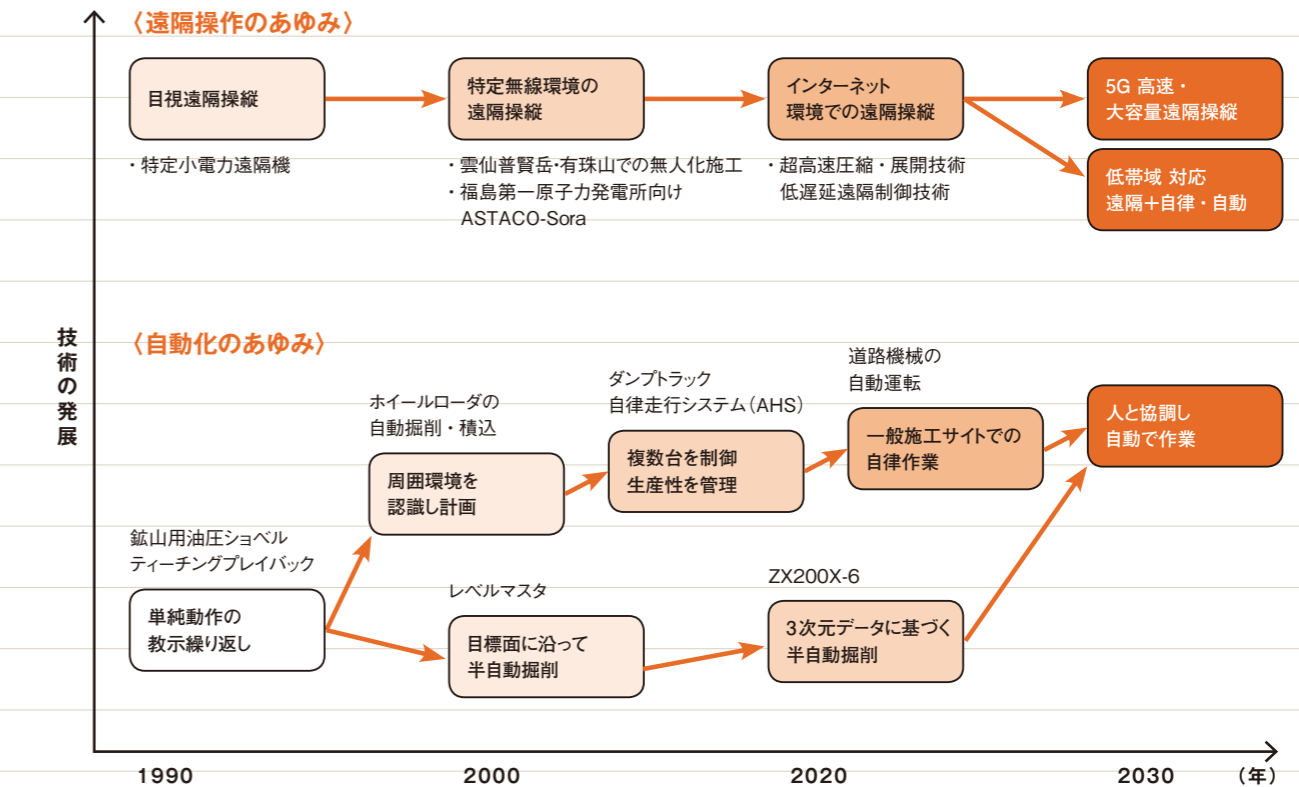 〈遠隔操作のあゆみ〉
目視遠隔操縦
・特定小電力遠隔機
特定無線環境の
遠隔操縦
・雲仙普賢岳・有珠山での無人化施工
・福島第一原子力発電所向け
ASTACO-Sora
インターネット
環境での遠隔操縦
・超高速圧縮・展開技術
低遅延遠隔制御技術
5G 高速・
大容量遠隔操縦
低帯域 対応
遠隔＋自律・自動
技術の発展
〈自動化のあゆみ〉
鉱山用油圧ショベル
ティーチングプレイバック
単純動作の
教示繰り返し
ホイールローダの
自動掘削・積込
周囲環境を
認識し計画
ダンプトラック
自律走行システム（AHS）
複数台を制御
生産性を管理
道路機械の
自動運転
一般施工サイトでの
自律作業
人と協調し
自動で作業
レベルマスタ
目標面に沿って
半自動掘削
ZX200X-6
3次元データに基づく
半自動掘削
1990
2000
2020
2030
（年）